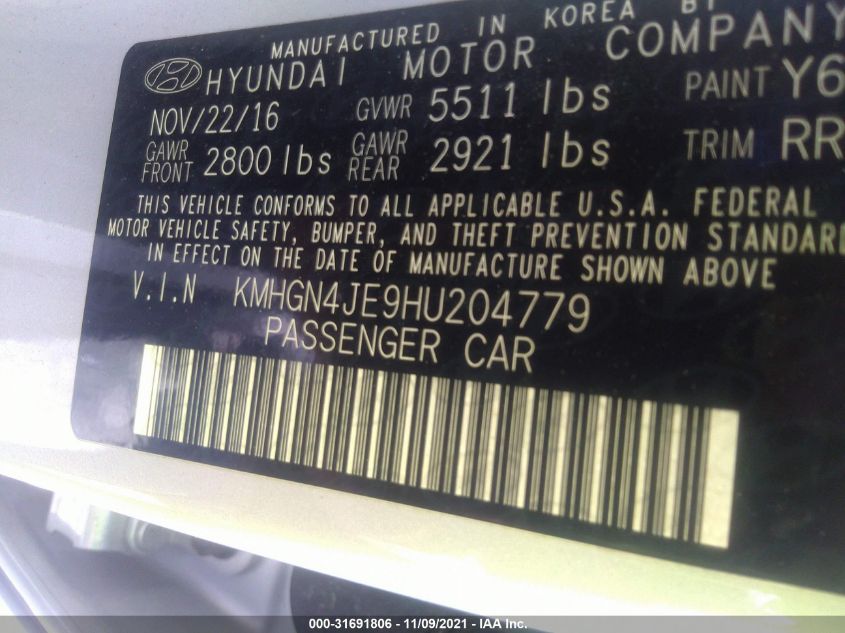 MANUFACTURED IN KOREA BY
HYUNDAI MOTOR COMPANY
NOV/22/16 GVWR 5511 lbs PAINT Y6
GAWR FRONT 2800 lbs GAWR REAR 2921 lbs TRIM RR
THIS VEHICLE CONFORMS TO ALL APPLICABLE U.S.A. FEDERAL
MOTOR VEHICLE SAFETY, BUMPER, AND THEFT PREVENTION STANDARD
IN EFFECT ON THE DATE OF MANUFACTURE SHOWN ABOVE
V.I.N KMHGN4JE9HU204779
PASSENGER CAR
000-31691806 - 11/09/2021 - IAA Inc.